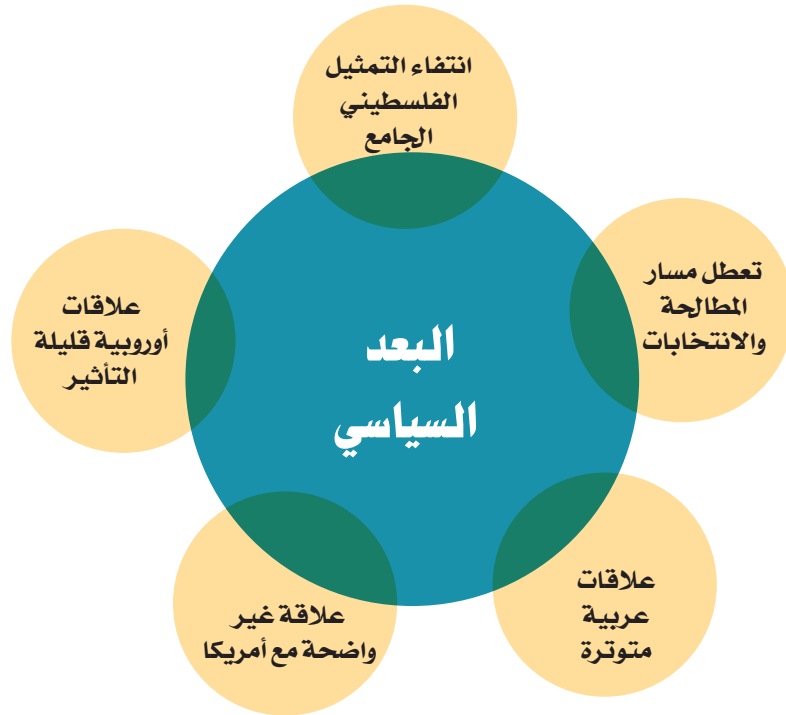 انتفاء التمثيل
الفلسطيني
الجامع
تعطل مسار
المطالحة
والانتخابات
علاقات
أوروبية قليلة
التأثير
البعد
السياسي
علاقات
عربية
متوترة
علاقة غير
واضحة مع أمريكا